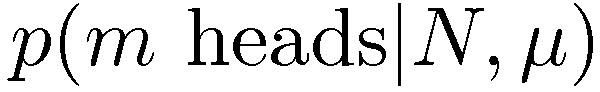 p(m heads|N, μ)